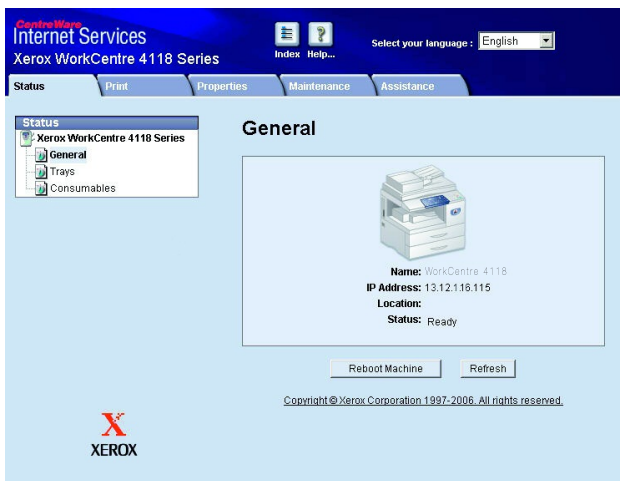 CentreWare
Internet Services
Xerox WorkCentre 4118 Series
Index Help...
Select your language : English
Status Print Properties Maintenance Assistance
Status
Xerox WorkCentre 4118 Series
General
Trays
Consumables
General
Name: WorkCentre 4118
IP Address: 13.12.116.115
Location:
Status: Ready
Reboot Machine Refresh
Copyright © Xerox Corporation 1997-2006. All rights reserved.
X
XEROX